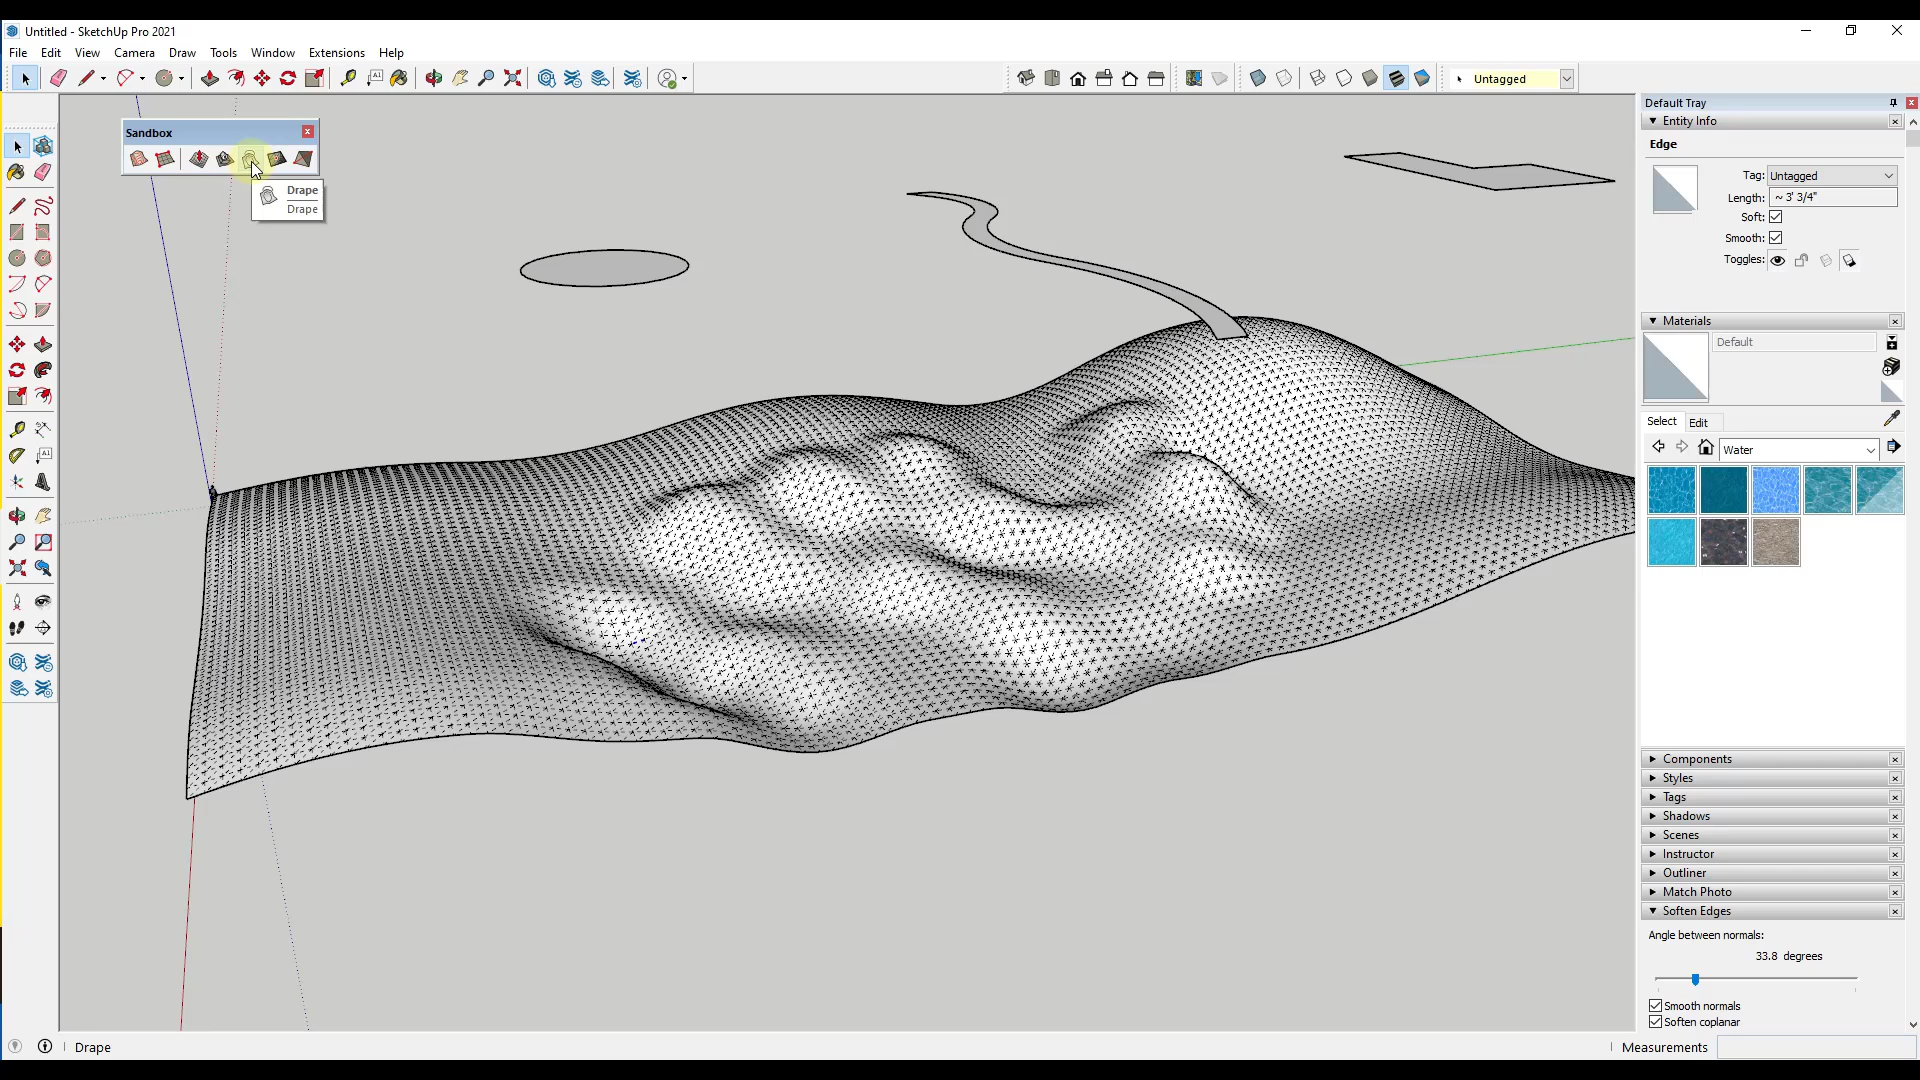 Untitled - SketchUp Pro 2021
File Edit View Camera Draw Tools Window Extensions Help
Untagged
Sandbox
Drape
Drape
Default Tray
Entity Info
Edge
Tag: Untagged
Length: ~ 3' 3/4"
Soft:
Smooth:
Toggles:
Materials
Default
Select Edit
Water
Components
Styles
Tags
Shadows
Scenes
Instructor
Outliner
Match Photo
Soften Edges
Angle between normals:
33.8 degrees
Smooth normals
Soften coplanar
Drape
Measurements